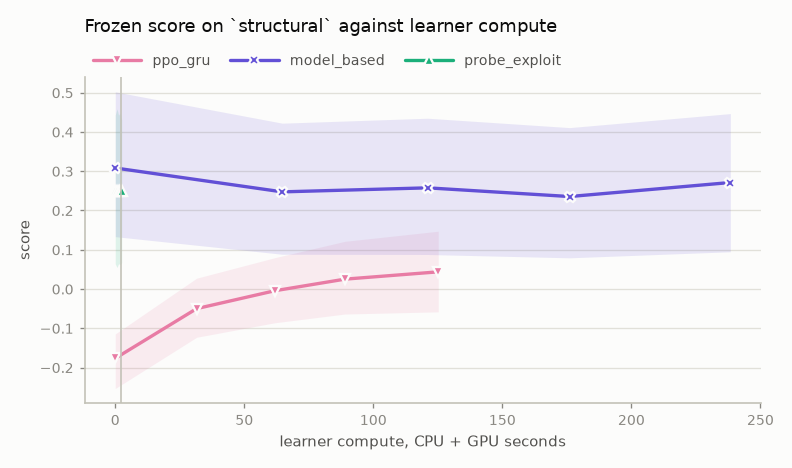 Frozen score on `structural` against learner compute
ppo_gru model_based probe_exploit
0.5
0.4
0.3
0.2
0.1
0.0
−0.1
−0.2
score
0 50 100 150 200 250
learner compute, CPU + GPU seconds